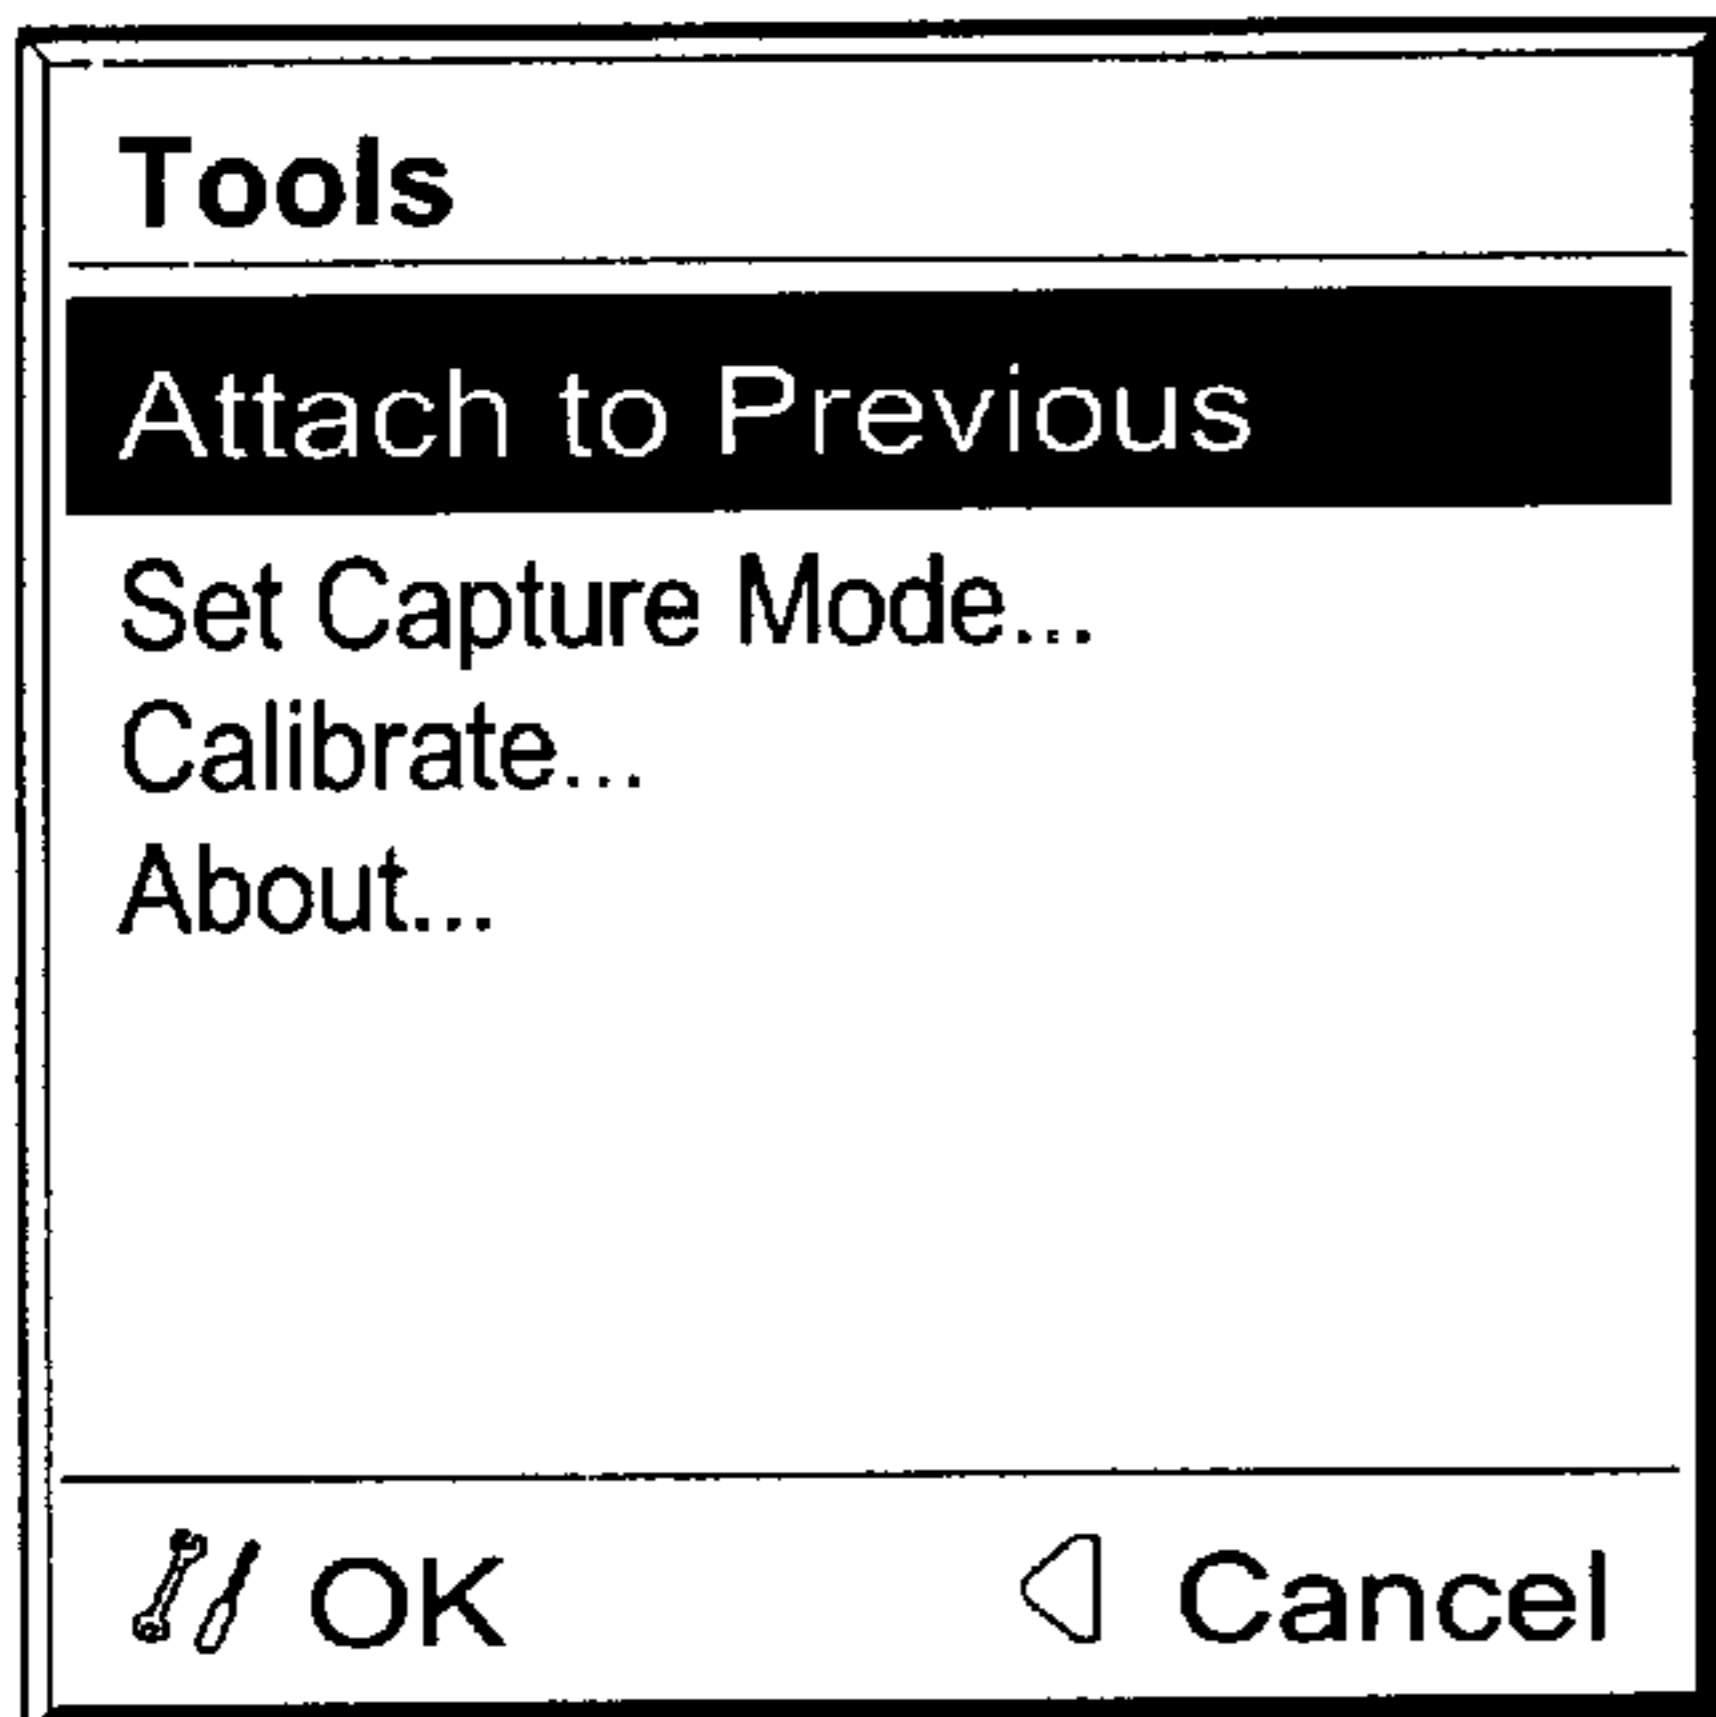 Tools
Attach to Previous
Set Capture Mode...
Calibrate...
About...
OK Cancel